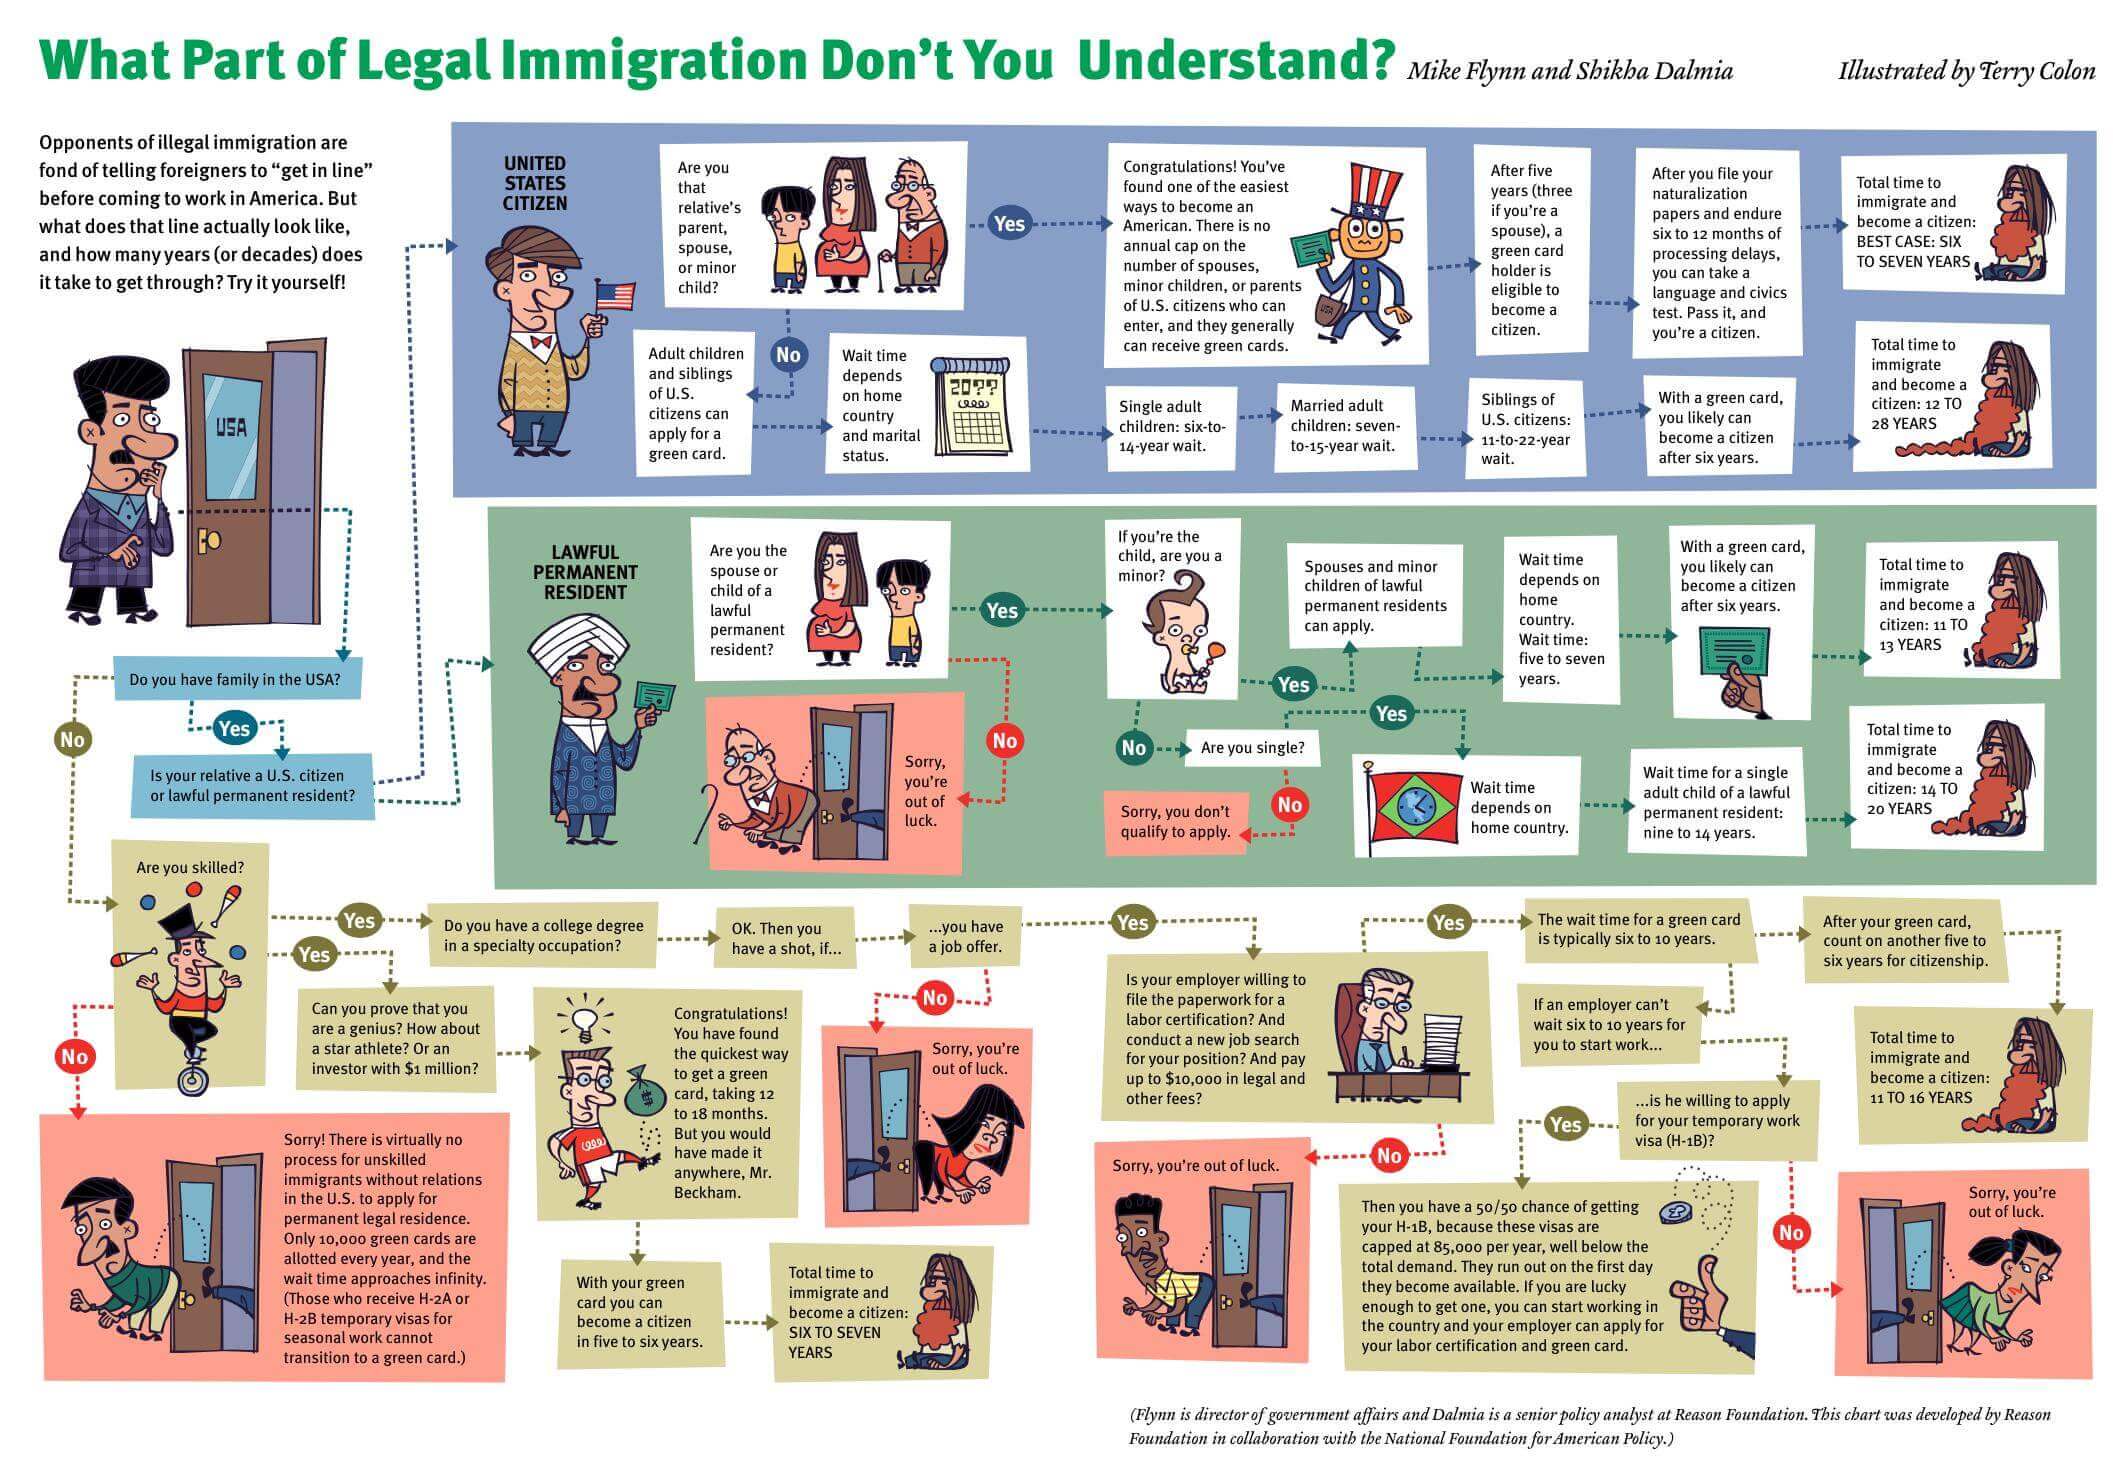 What Part of Legal Immigration Don't You Understand?
Mike Flynn and Shikha Dalmia
Illustrated by Terry Colon
Opponents of illegal immigration are
fond of telling foreigners to “get in line”
before coming to work in America. But
what does that line actually look like,
and how many years (or decades) does
it take to get through? Try it yourself!
USA
Do you have family in the USA?
No
Yes
Is your relative a U.S. citizen
or lawful permanent resident?
UNITED
STATES
CITIZEN
Are you
that
relative's
parent,
spouse,
or minor
child?
Yes
Congratulations! You've
found one of the easiest
ways to become an
American. There is no
annual cap on the
number of spouses,
minor children, or parents
of U.S. citizens who can
enter, and they generally
can receive green cards.
USA
After five
years (three
if you're a
spouse), a
green card
holder is
eligible to
become a
citizen.
After you file your
naturalization
papers and endure
six to 12 months of
processing delays,
you can take a
language and civics
test. Pass it, and
you're a citizen.
Total time to
immigrate and
become a citizen:
BEST CASE: SIX
TO SEVEN YEARS
No
Adult children
and siblings
of U.S.
citizens can
apply for a
green card.
Wait time
depends
on home
country
and marital
status.
20??
Single adult
children: six-to-
14-year wait.
Married adult
children: seven-
to-15-year wait.
Siblings of
U.S. citizens:
11-to-22-year
wait.
With a green card,
you likely can
become a citizen
after six years.
Total time to
immigrate
and become a
citizen: 12 TO
28 YEARS
LAWFUL
PERMANENT
RESIDENT
Are you the
spouse or
child of a
lawful
permanent
resident?
Yes
No
Sorry,
you're
out of
luck.
If you're the
child, are you a
minor?
Yes
Spouses and minor
children of lawful
permanent residents
can apply.
Wait time
depends on
home
country.
Wait time:
five to seven
years.
With a green card,
you likely can
become a citizen
after six years.
Total time to
immigrate
and become a
citizen: 11 TO
13 YEARS
No
Are you single?
Yes
No
Sorry, you don't
qualify to apply.
Wait time
depends on
home country.
Wait time for a single
adult child of a lawful
permanent resident:
nine to 14 years.
Total time to
immigrate
and become a
citizen: 14 TO
20 YEARS
Are you skilled?
Yes
Yes
No
Do you have a college degree
in a specialty occupation?
OK. Then you
have a shot, if...
...you have
a job offer.
Yes
No
Sorry, you're
out of luck.
Can you prove that you
are a genius? How about
a star athlete? Or an
investor with $1 million?
Congratulations!
You have found
the quickest way
to get a green
card, taking 12
to 18 months.
But you would
have made it
anywhere, Mr.
Beckham.
With your green
card you can
become a citizen
in five to six years.
Total time to
immigrate and
become a citizen:
SIX TO SEVEN
YEARS
Sorry! There is virtually no
process for unskilled
immigrants without relations
in the U.S. to apply for
permanent legal residence.
Only 10,000 green cards are
allotted every year, and the
wait time approaches infinity.
(Those who receive H-2A or
H-2B temporary visas for
seasonal work cannot
transition to a green card.)
Is your employer willing to
file the paperwork for a
labor certification? And
conduct a new job search
for your position? And pay
up to $10,000 in legal and
other fees?
Yes
No
Sorry, you're out of luck.
The wait time for a green card
is typically six to 10 years.
After your green card,
count on another five to
six years for citizenship.
Total time to
immigrate and
become a citizen:
11 TO 16 YEARS
If an employer can't
wait six to 10 years for
you to start work...
...is he willing to apply
for your temporary work
visa (H-1B)?
Yes
No
Then you have a 50/50 chance of getting
your H-1B, because these visas are
capped at 85,000 per year, well below the
total demand. They run out on the first day
they become available. If you are lucky
enough to get one, you can start working in
the country and your employer can apply for
your labor certification and green card.
Sorry, you're
out of luck.
(Flynn is director of government affairs and Dalmia is a senior policy analyst at Reason Foundation. This chart was developed by Reason
Foundation in collaboration with the National Foundation for American Policy.)